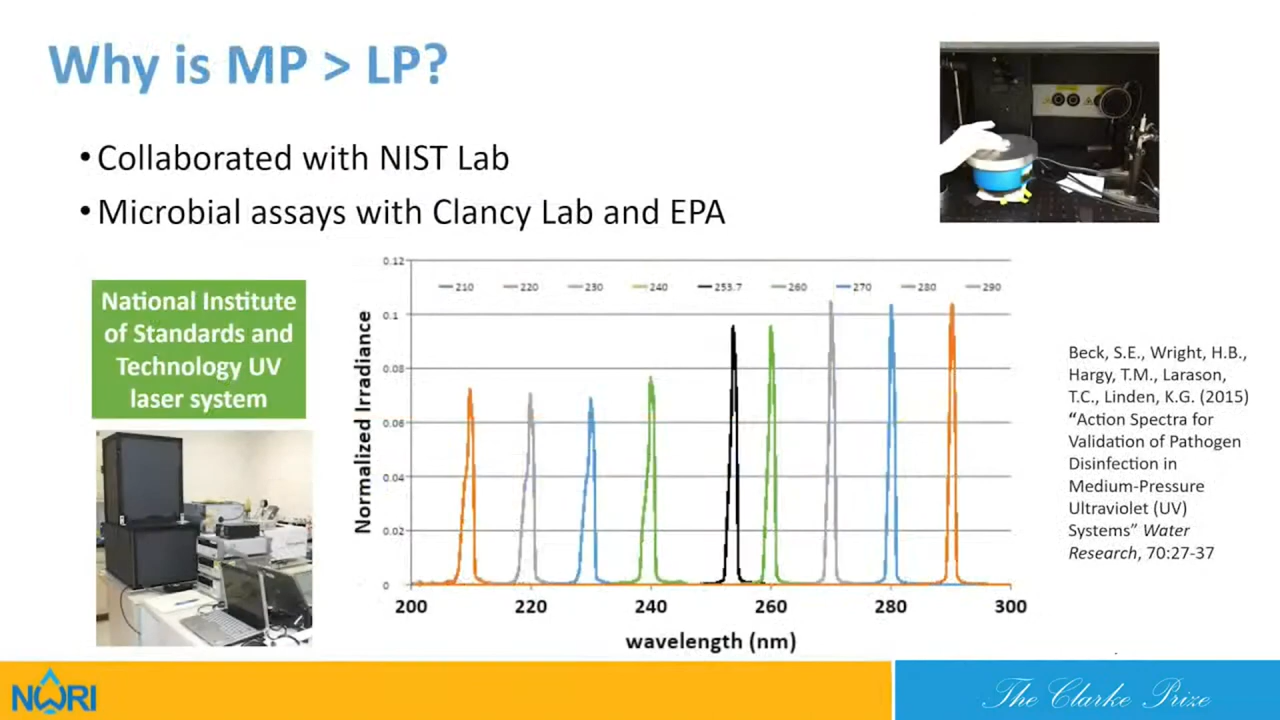 Why is MP > LP?
• Collaborated with NIST Lab
• Microbial assays with Clancy Lab and EPA
National Institute
of Standards and
Technology UV
laser system
0.12
0.1
0.08
0.06
0.04
0.02
0
210 220 230 240 253.7 260 270 280 290
Normalized Irradiance
200 220 240 260 280 300
wavelength (nm)
Beck, S.E., Wright, H.B.,
Hargy, T.M., Larason,
T.C., Linden, K.G. (2015)
“Action Spectra for
Validation of Pathogen
Disinfection in
Medium-Pressure
Ultraviolet (UV)
Systems” Water
Research, 70:27-37
NWRI
The Clarke Prize